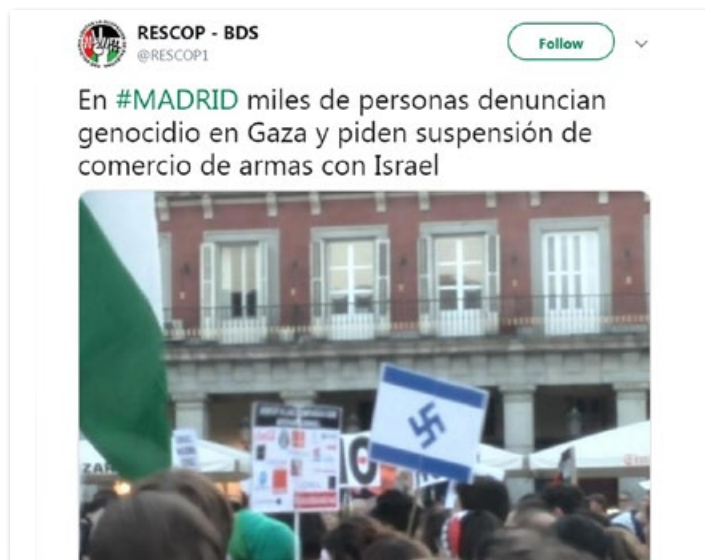 RESCOP - BDS
@RESCOP1
Follow
En #MADRID miles de personas denuncian
genocidio en Gaza y piden suspensión de
comercio de armas con Israel
ZAR